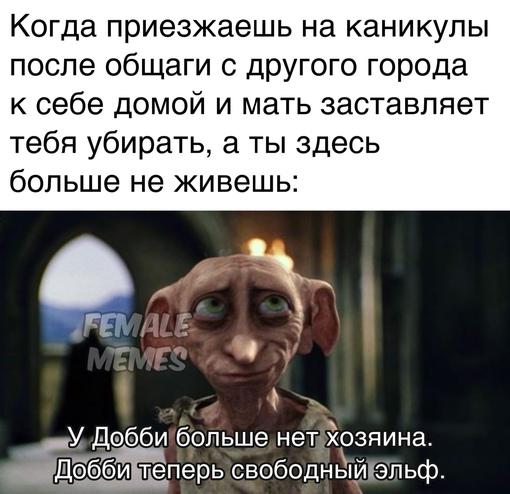 Когда приезжаешь на каникулы
после общаги с другого города
к себе домой и мать заставляет
тебя убирать, а ты здесь
больше не живешь:
FEMALE
MEMES
У Добби больше нет хозяина.
Добби теперь свободный эльф.